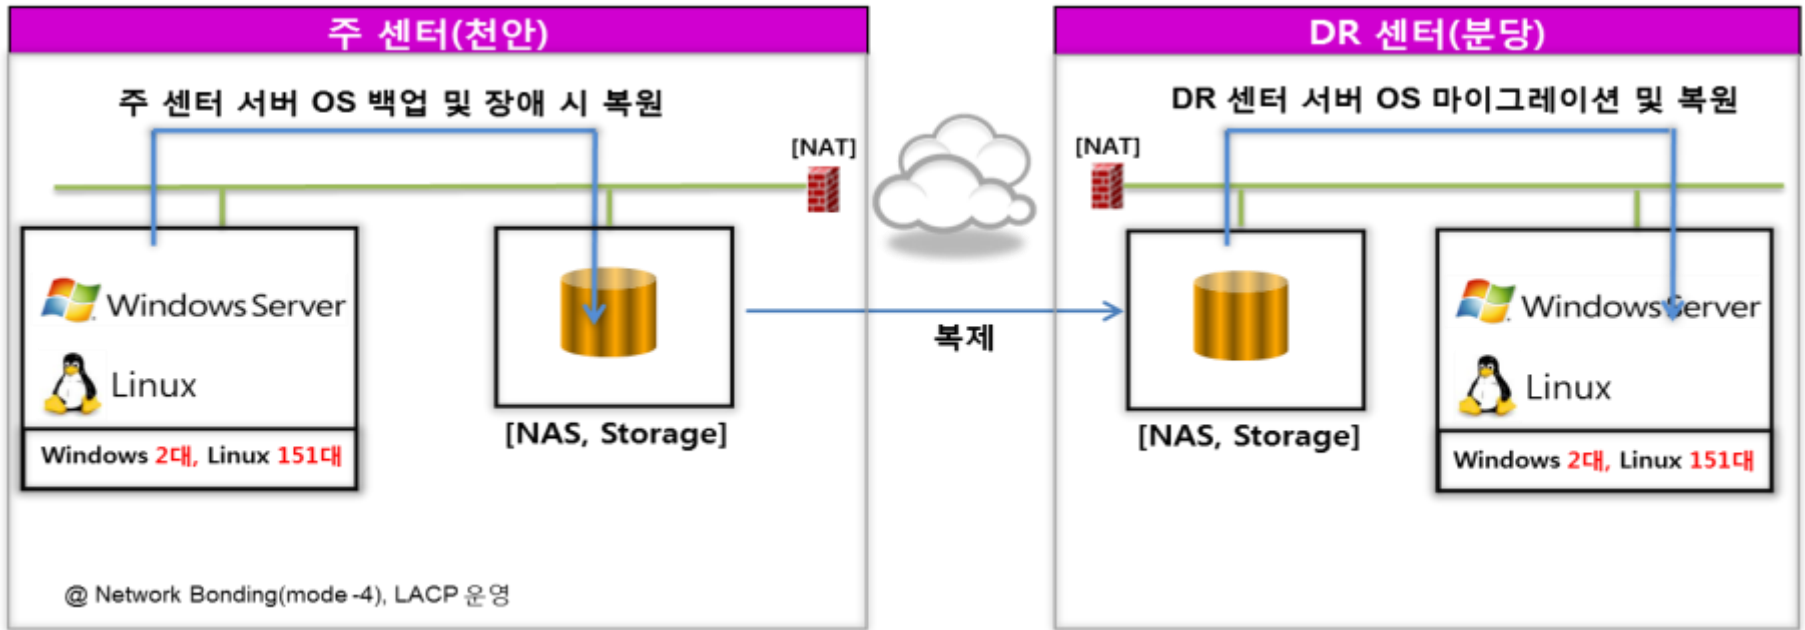 주 센터(천안)
주 센터 서버 OS 백업 및 장애 시 복원
[NAT]
Windows Server
Linux
Windows 2대, Linux 151대
[NAS, Storage]
@ Network Bonding(mode-4), LACP 운영
복제
DR 센터(분당)
DR 센터 서버 OS 마이그레이션 및 복원
[NAT]
[NAS, Storage]
Windows Server
Linux
Windows 2대, Linux 151대